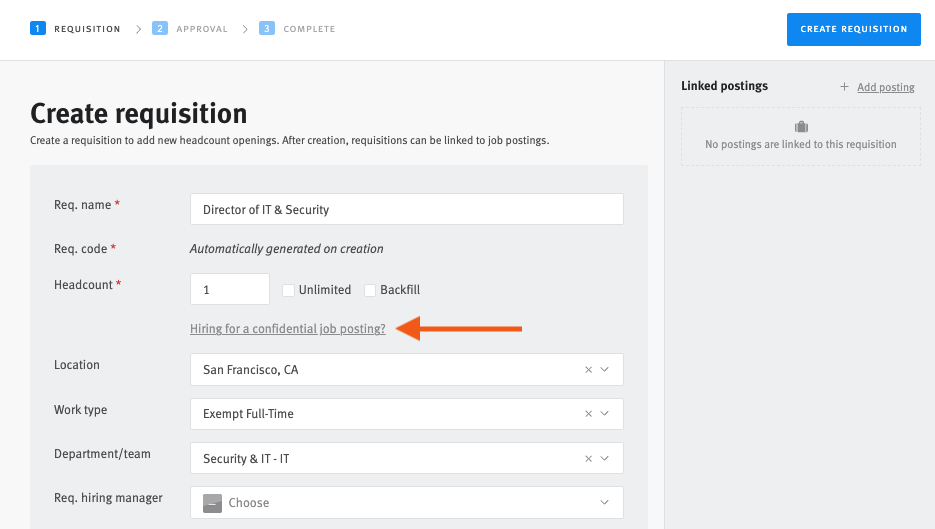 1 REQUISITION 2 APPROVAL 3 COMPLETE
CREATE REQUISITION
Create requisition
Create a requisition to add new headcount openings. After creation, requisitions can be linked to job postings.
Req. name *
Director of IT & Security
Req. code *
Automatically generated on creation
Headcount *
1
Unlimited
Backfill
Hiring for a confidential job posting?
Location
San Francisco, CA
Work type
Exempt Full-Time
Department/team
Security & IT - IT
Req. hiring manager
Choose
Linked postings
+ Add posting
No postings are linked to this requisition